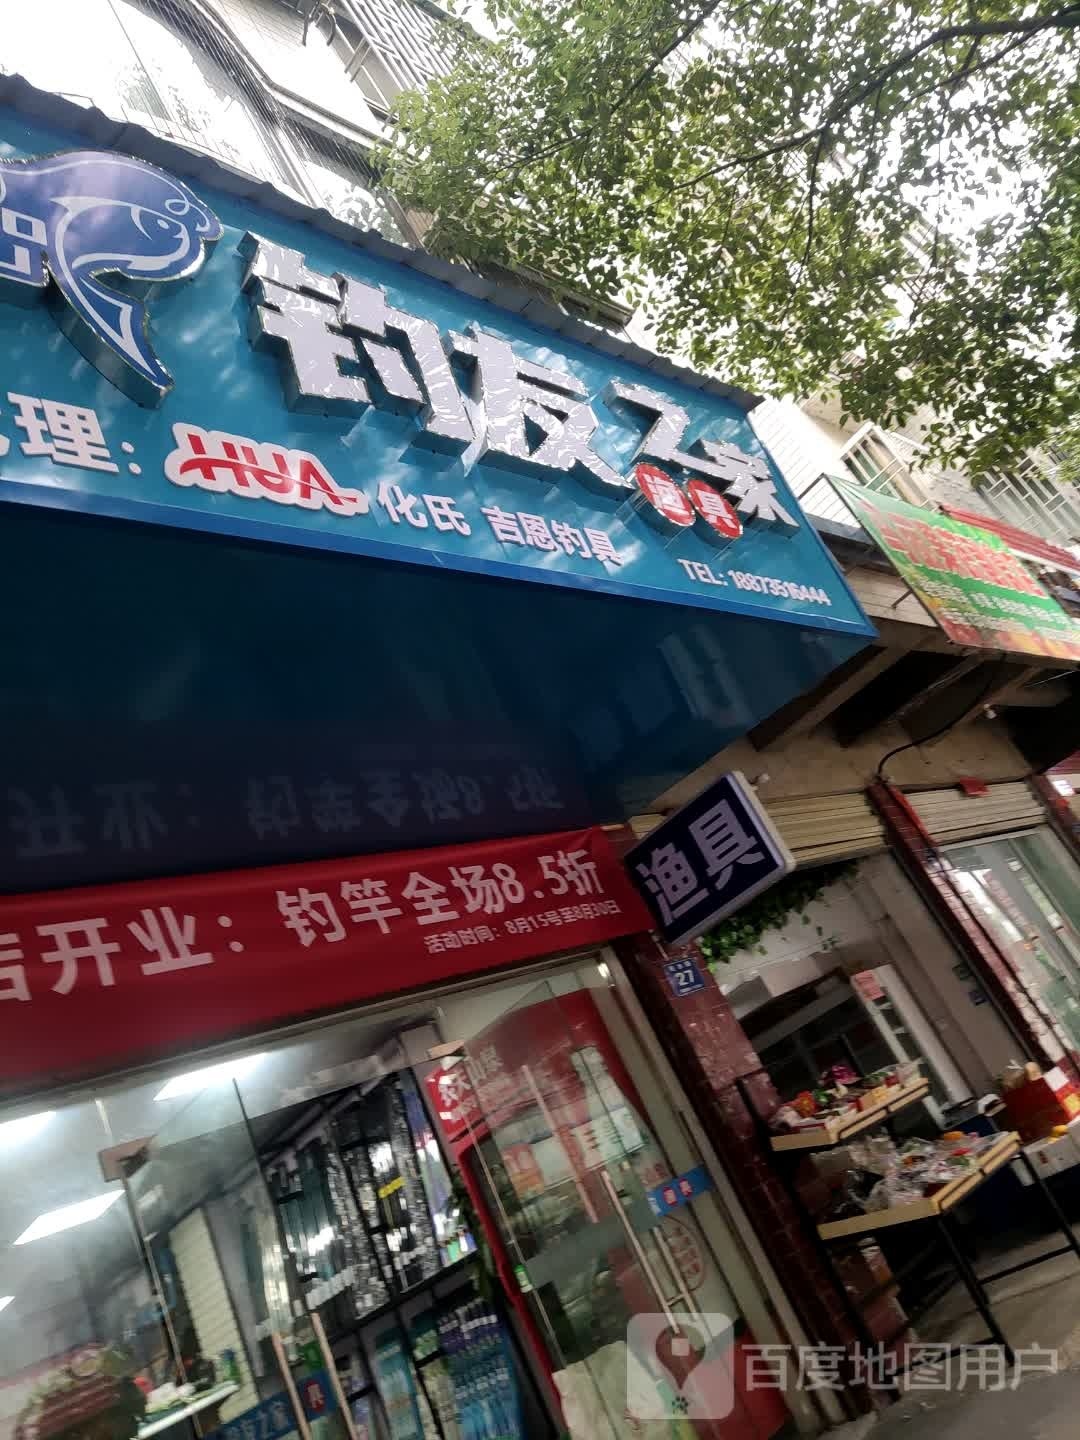 钓友之家
渔具
理：HUA 化氏 吉恩钓具
TEL: 18873516444
店开业：钓竿全场8.5折
活动时间：8月15号至8月30日
渔具
27
百度地图用户